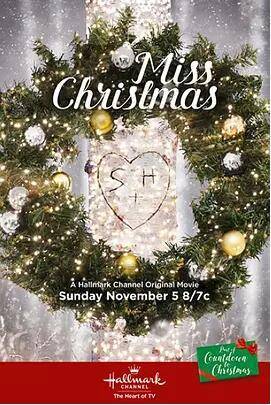 Miss
Christmas
S H
+
A Hallmark Channel Original Movie
Sunday November 5 8/7c
Part of
Countdown
to
Christmas
Hallmark
CHANNEL
The Heart of TV